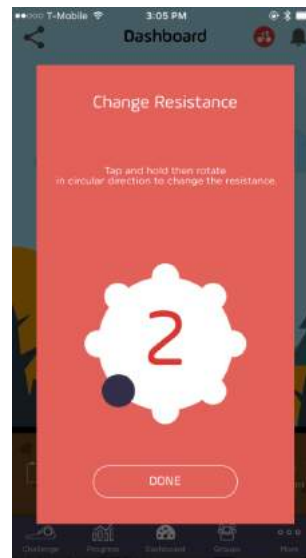 T-Mobile 3:05 PM
Dashboard
Change Resistance
Tap and hold then rotate
in circular direction to change the resistance.
2
DONE
Challenge Progress Dashboard Groups